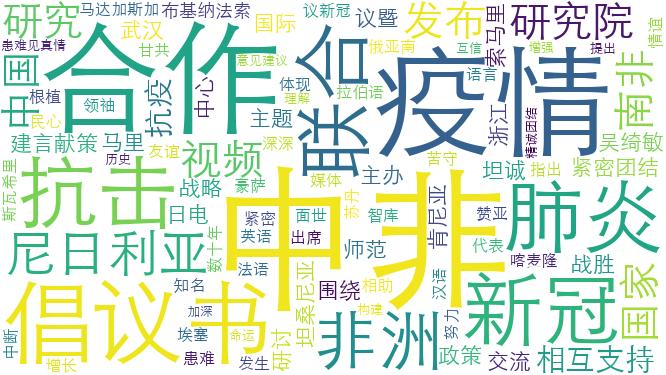 研究
马达加斯加
布基纳法索
国际
议新冠
发布
研究院
患难见真情
武汉
议暨
索马里
情谊
甘共
意见建议
俄亚南
互信
增强
提出
中国
合作
联合
疫情
南非
根植
领袖
抗疫
中心
体现
理解
拉伯语
语言
浙江
精诚团结
民心
主题
建言献策
马里
吴绮敏
历史
友谊
深深
苦守
斯瓦希里
抗击
视频
主办
坦诚
紧密团结
战略
豪萨
媒体
指出
中非
肺炎
日电
紧密
面世
苏丹
智库
肯尼亚
赞亚
尼日利亚
数十年
英语
出席
师范
代表
喀麦隆
战胜
国家
法语
坦桑尼亚
汉语
倡议书
知名
围绕
相助
努力
新冠
中断
加深
埃塞
研讨
非洲
构建
政策
交流
相互支持
增长
命运
患难
发生